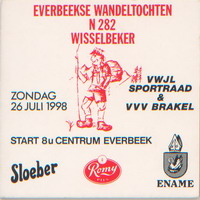 EVERBEEKSE WANDELTOCHTEN
N 282
WISSELBEKER
ZONDAG
26 JULI 1998
VWJL
SPORTRAAD
&
VVV BRAKEL
START 8u CENTRUM EVERBEEK
Sloeber
Romy
PILS
ENAME